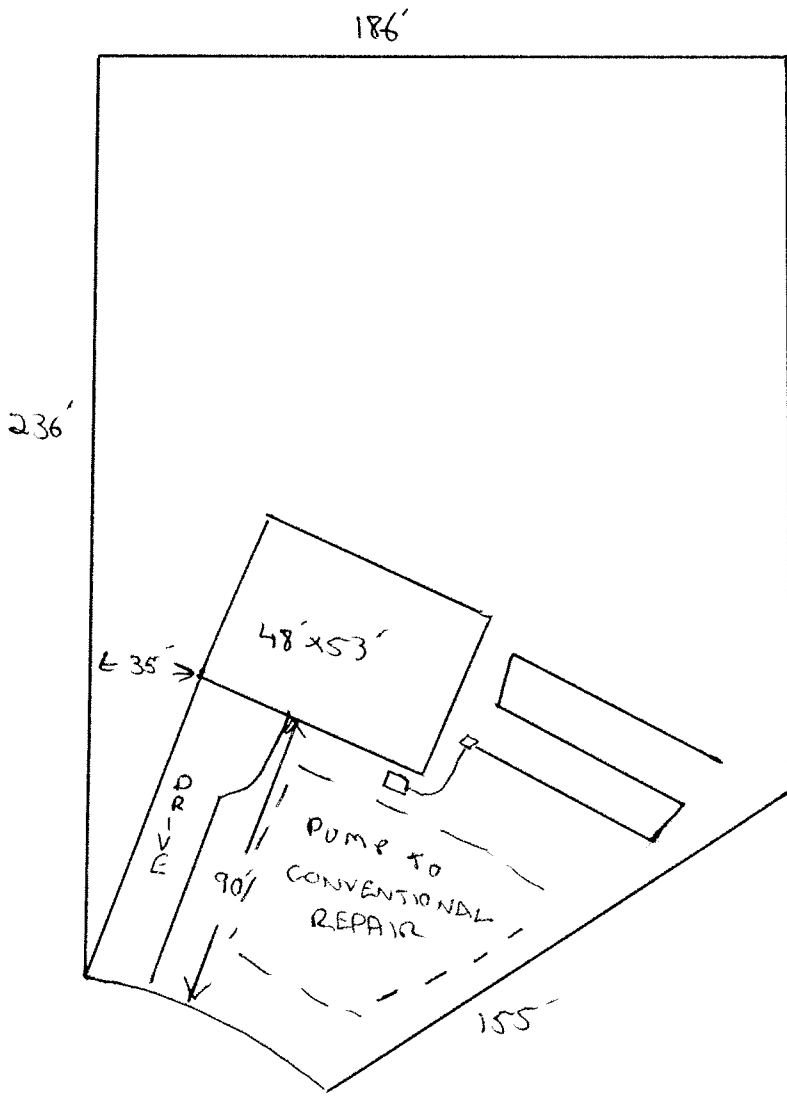 186'
236'
48'x53'
35'
DRIVE
90'
PUMP TO
CONVENTIONAL
REPAIR
155'